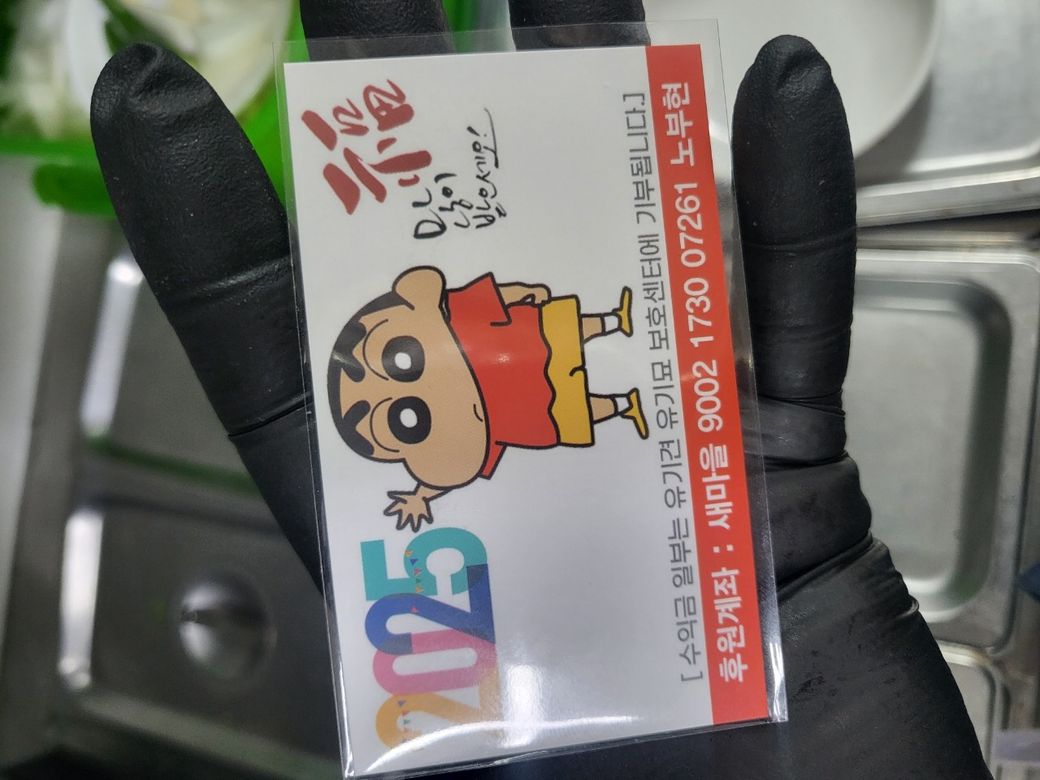 2025
福
많이
받으세요!
[ 수익금 일부는 유기견 유기묘 보호센터에 기부됩니다.]
후원계좌 : 새마을 9002 1730 07261 노부현